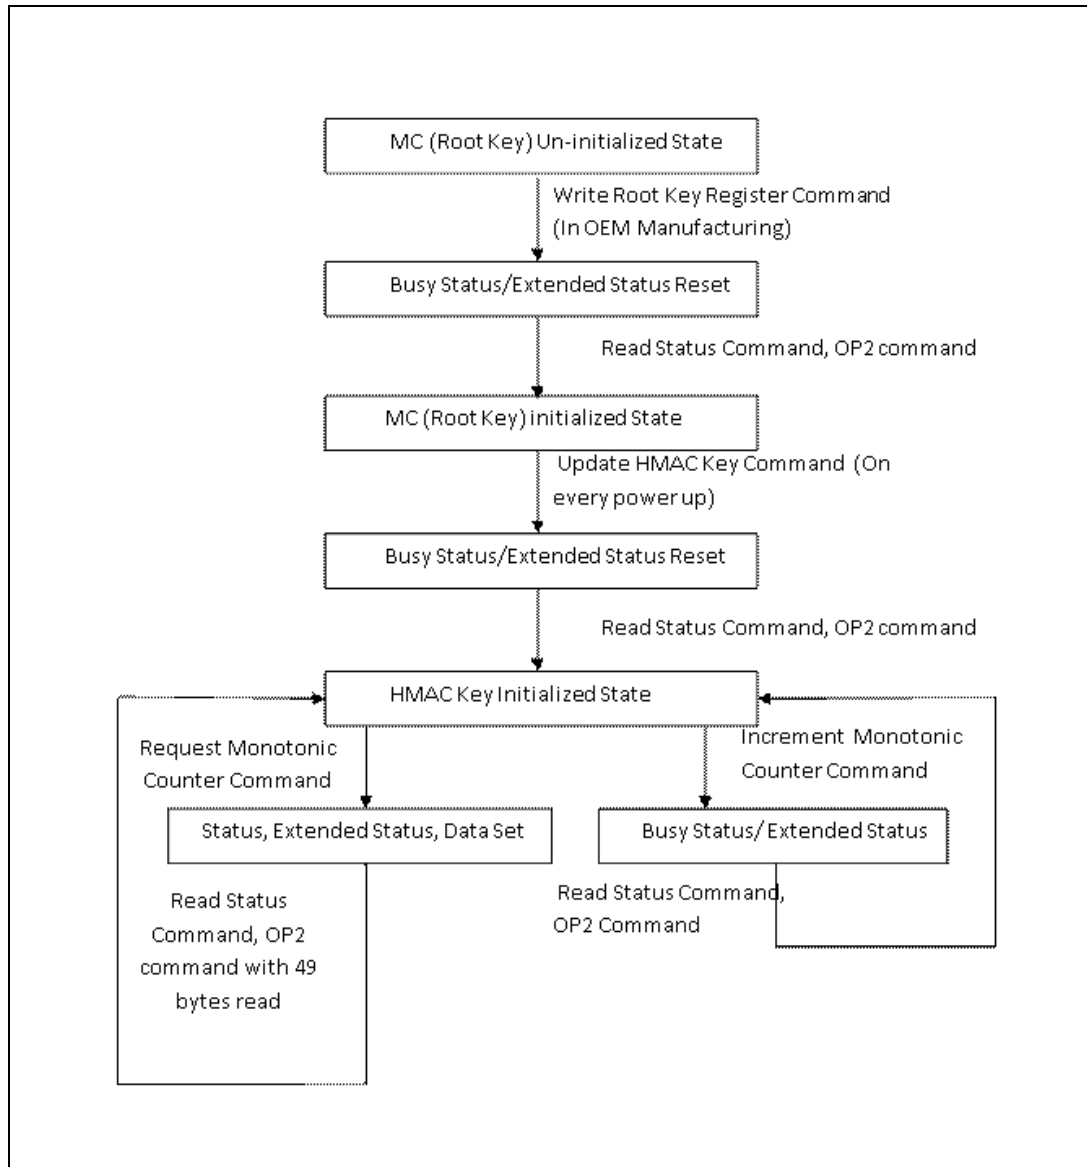 MC (Root Key) Un-initialized State
Write Root Key Register Command
(In OEM Manufacturing)
Busy Status/Extended Status Reset
Read Status Command, OP2 command
MC (Root Key) initialized State
Update HMAC Key Command (On
every power up)
Busy Status/Extended Status Reset
Read Status Command, OP2 command
HMAC Key Initialized State
Request Monotonic
Counter Command
Increment Monotonic
Counter Command
Status, Extended Status, Data Set
Busy Status/ Extended Status
Read Status
Command, OP2
command with 49
bytes read
Read Status Command,
OP2 Command